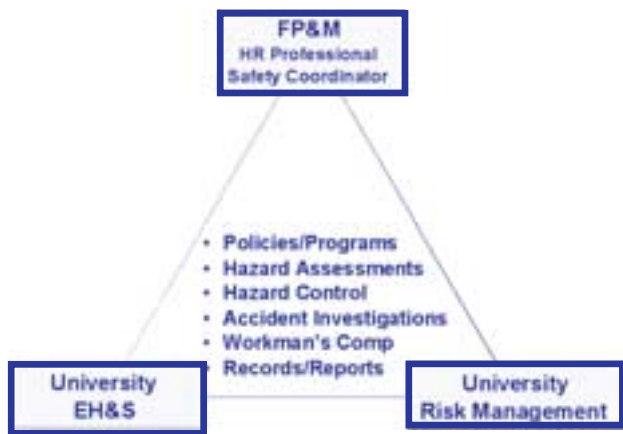 FP&M
HR Professional
Safety Coordinator
• Policies/Programs
• Hazard Assessments
• Hazard Control
• Accident Investigations
• Workman's Comp
• Records/Reports
University
EH&S
University
Risk Management